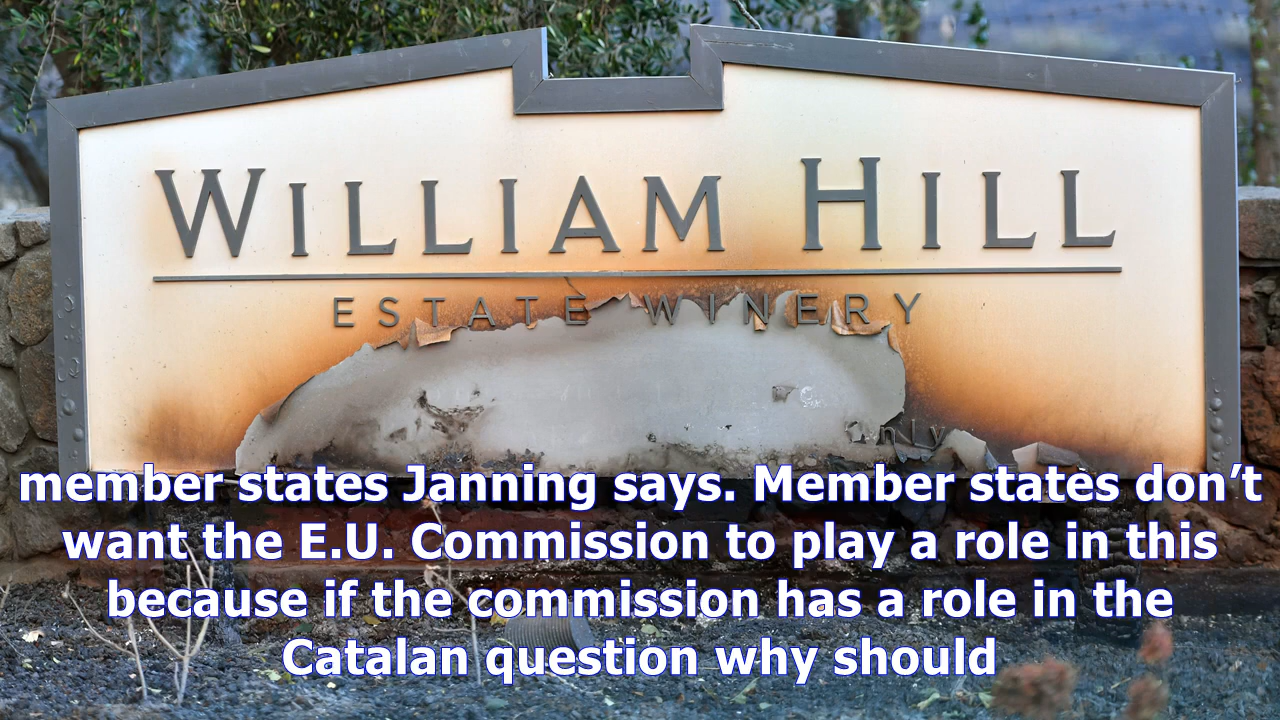 WILLIAM HILL
ESTATE WINERY
nly
member states Janning says. Member states don’t
want the E.U. Commission to play a role in this
because if the commission has a role in the
Catalan question why should